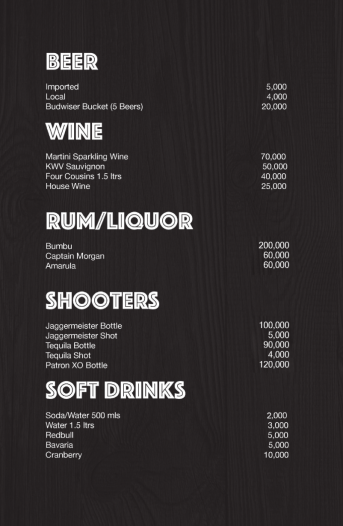 BEER
Imported 5,000
Local 4,000
Budwiser Bucket (5 Beers) 20,000
WINE
Martini Sparkling Wine 70,000
KWV Sauvignon 50,000
Four Cousins 1.5 ltrs 40,000
House Wine 25,000
RUM/LIQUOR
Bumbu 200,000
Captain Morgan 60,000
Amarula 60,000
SHOOTERS
Jaggermeister Bottle 100,000
Jaggermeister Shot 5,000
Tequila Bottle 90,000
Tequila Shot 4,000
Patron XO Bottle 120,000
SOFT DRINKS
Soda/Water 500 mls 2,000
Water 1.5 ltrs 3,000
Redbull 5,000
Bavaria 5,000
Cranberry 10,000